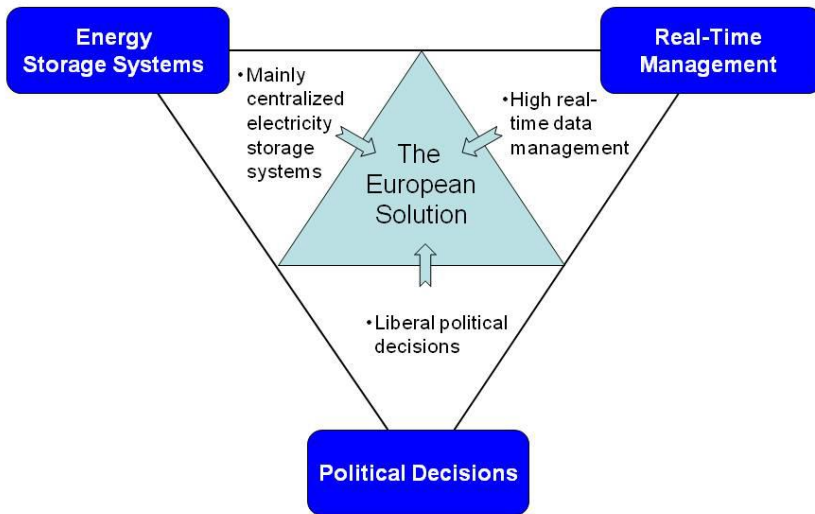 Energy
Storage Systems
Real-Time
Management
•Mainly
centralized
electricity
storage
systems
•High real-
time data
management
The
European
Solution
•Liberal political
decisions
Political Decisions